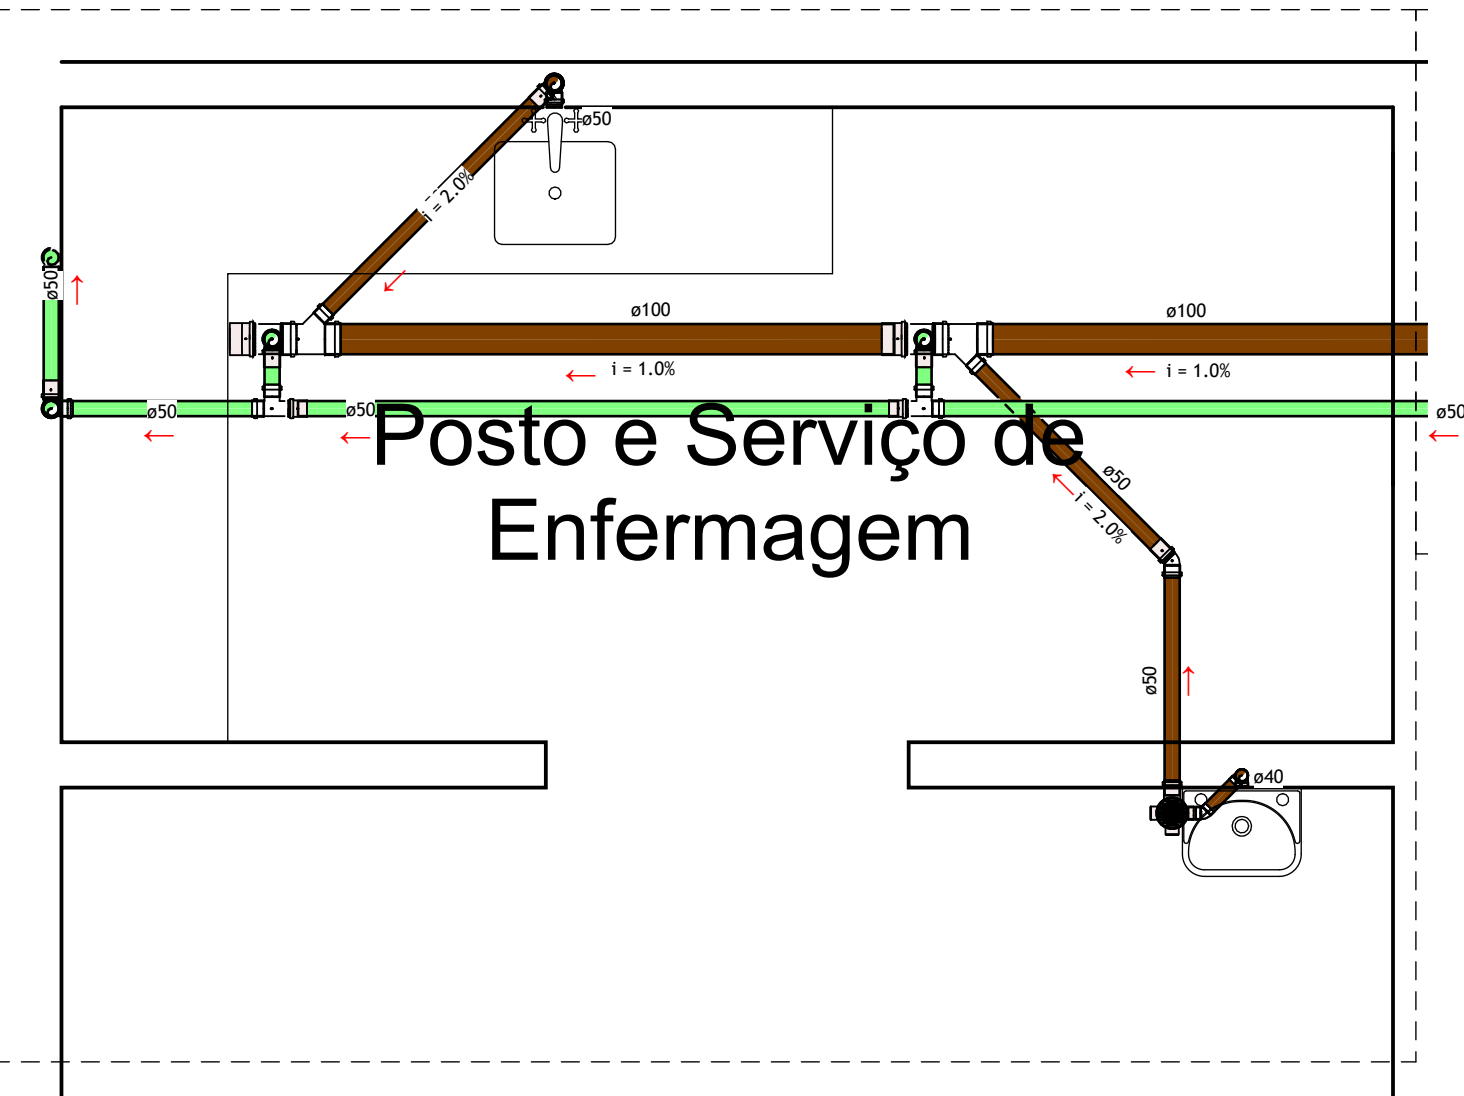 ø50
i = 2.0%
ø50
ø100
ø100
i = 1.0%
i = 1.0%
ø50
ø50
ø50
Posto e Serviço de
Enfermagem
ø50
i = 2.0%
ø50
ø40